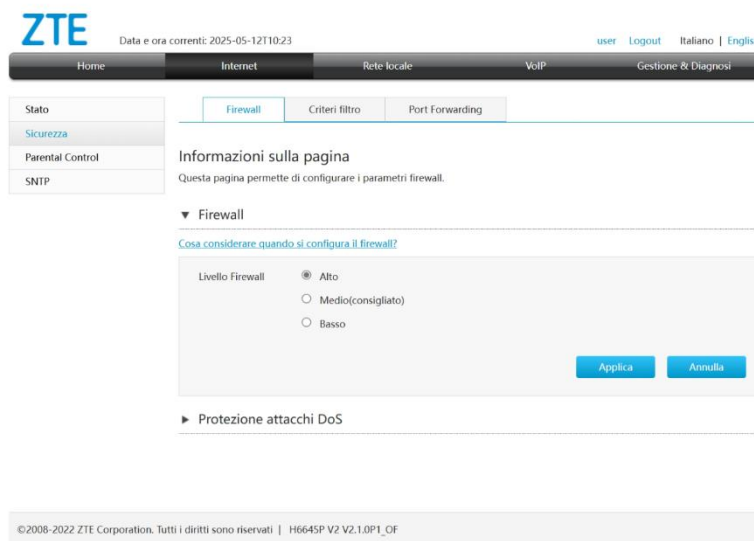 ZTE
Data e ora correnti: 2025-05-12T10:23
user Logout Italiano | Englis
Home Internet Rete locale VoIP Gestione & Diagnosi
Stato
Sicurezza
Parental Control
SNTP
Firewall Criteri filtro Port Forwarding
Informazioni sulla pagina
Questa pagina permette di configurare i parametri firewall.
Firewall
Cosa considerare quando si configura il firewall?
Livello Firewall
Alto
Medio(consigliato)
Basso
Applica Annulla
Protezione attacchi DoS
©2008-2022 ZTE Corporation. Tutti i diritti sono riservati | H6645P V2 V2.1.0P1_OF